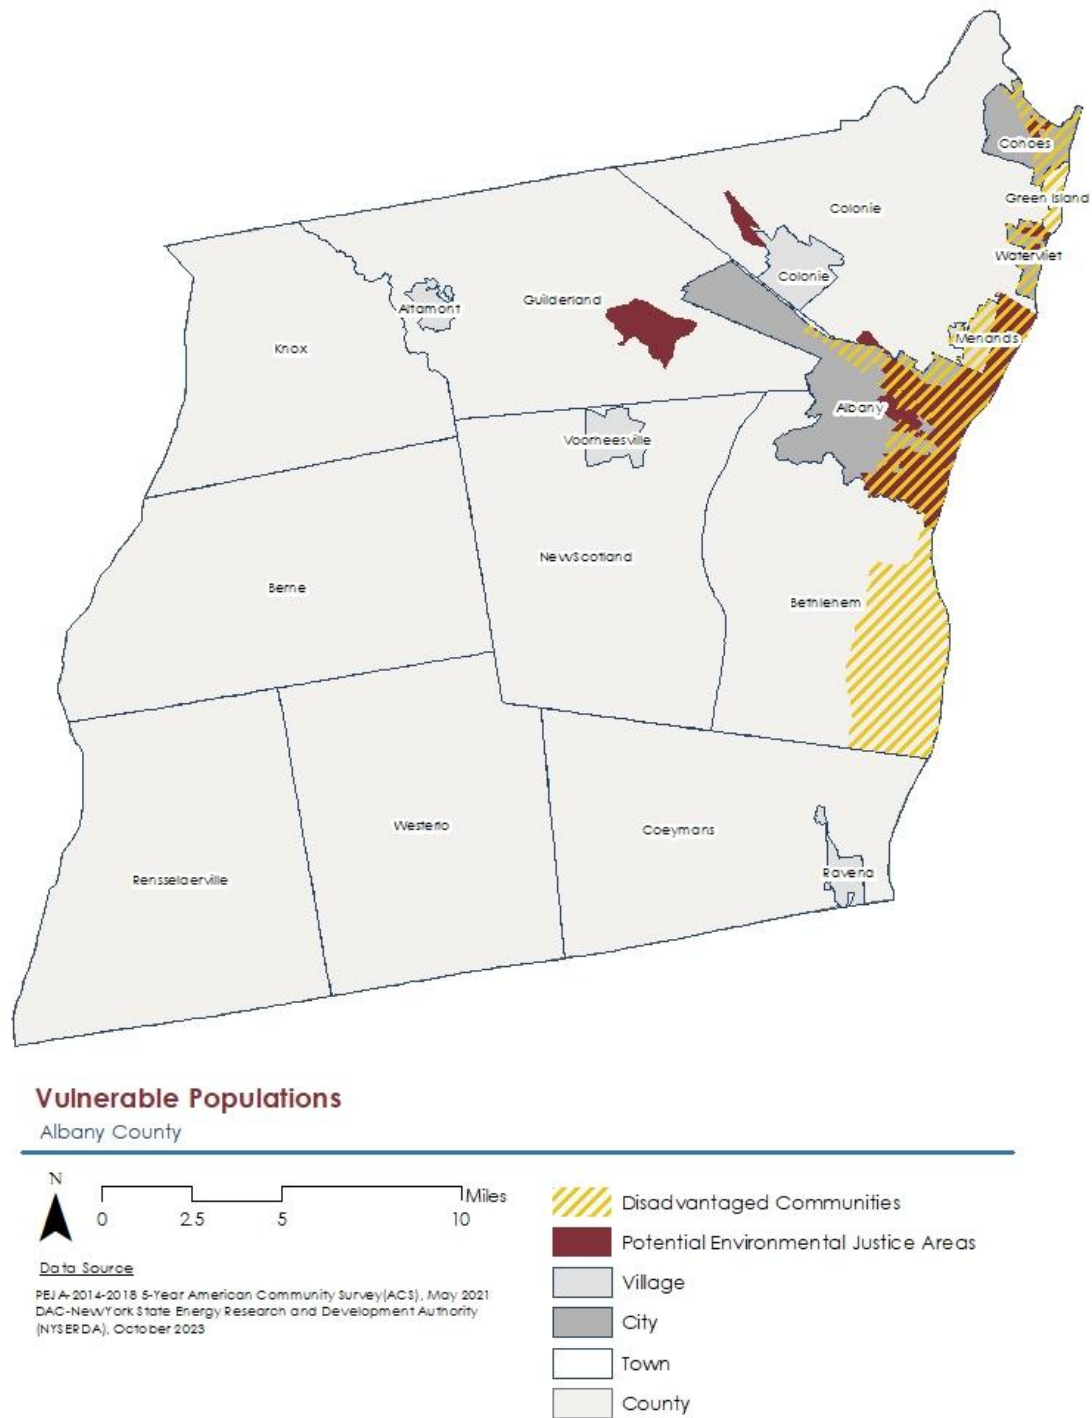 Cohoes
Green Island
Colonie
Watervliet
Colonie
Altamont
Guilderland
Menands
Knox
Albany
Voorheesville
New Scotland
Berne
Bethlehem
Westerlo
Coeymans
Ravena
Rensselaerville
Vulnerable Populations
Albany County
N
Miles
0 2.5 5 10
Data Source
PEJA-2014-2018 5-Year American Community Survey(ACS), May 2021
DAC-New York State Energy Research and Development Authority
(NYSERDA), October 2023
Disadvantaged Communities
Potential Environmental Justice Areas
Village
City
Town
County